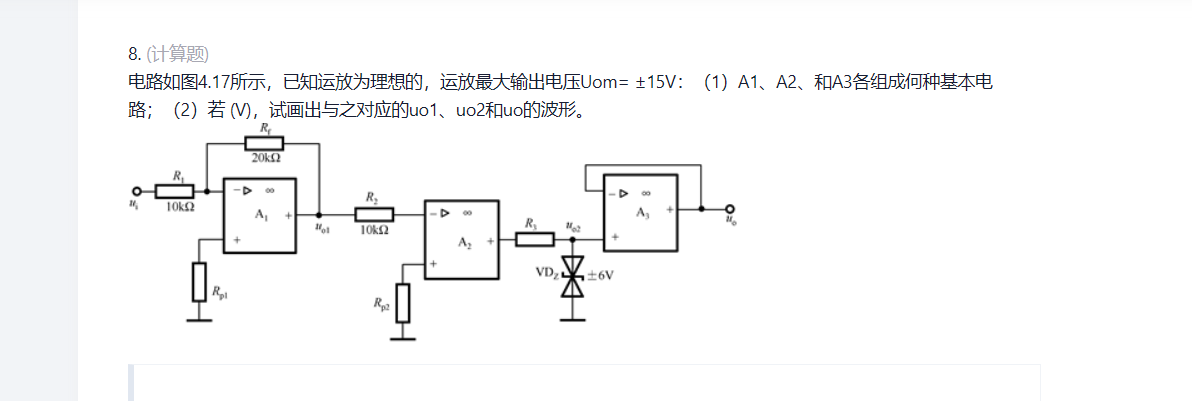 8. (计算题)
电路如图4.17所示，已知运放为理想的，运放最大输出电压Uom= ±15V：（1）A1、A2、和A3各组成何种基本电
路；（2）若 (V)，试画出与之对应的uo1、uo2和uo的波形。
Rf
20kΩ
R1
ui
10kΩ
− ▷ ∞
A1
+
+
uo1
Rp1
R2
10kΩ
− ▷ ∞
A2
+
+
Rp2
R3
uo2
VDZ
±6V
− ▷ ∞
A3
+
+
uo